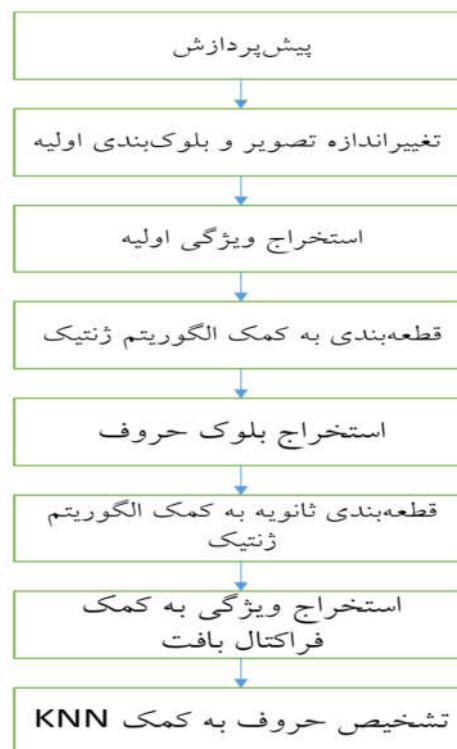 پیش‌پردازش
تغییراندازه تصویر و بلوک‌بندی اولیه
استخراج ویژگی اولیه
قطعه‌بندی به کمک الگوریتم ژنتیک
استخراج بلوک حروف
قطعه‌بندی ثانویه به کمک الگوریتم
ژنتیک
استخراج ویژگی به کمک
فراکتال بافت
تشخیص حروف به کمک KNN